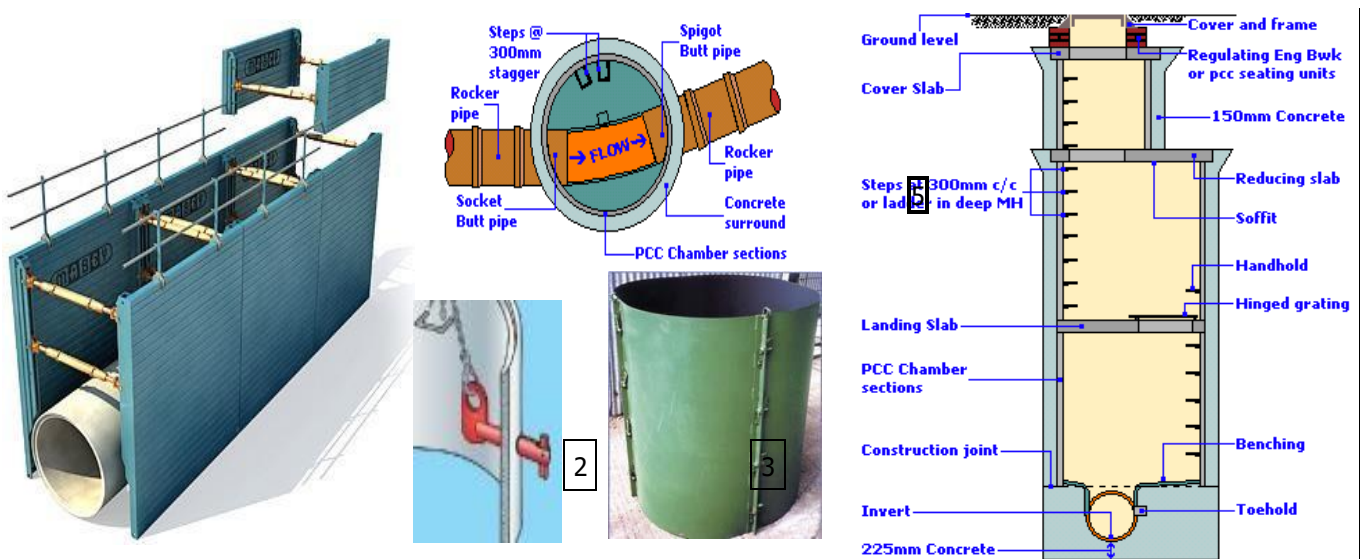 MABEY
MABEY
Steps @
300mm
stagger
Spigot
Butt pipe
Rocker
pipe
FLOW
Rocker
pipe
Socket
Butt pipe
Concrete
surround
PCC Chamber sections
2
3
Ground level
Cover and frame
Regulating Eng Bwk
or pcc seating units
Cover Slab
150mm Concrete
Reducing slab
Steps at 300mm c/c
or ladder in deep MH
5
Soffit
Handhold
Hinged grating
Landing Slab
PCC Chamber
sections
Construction joint
Benching
Invert
Toehold
225mm Concrete